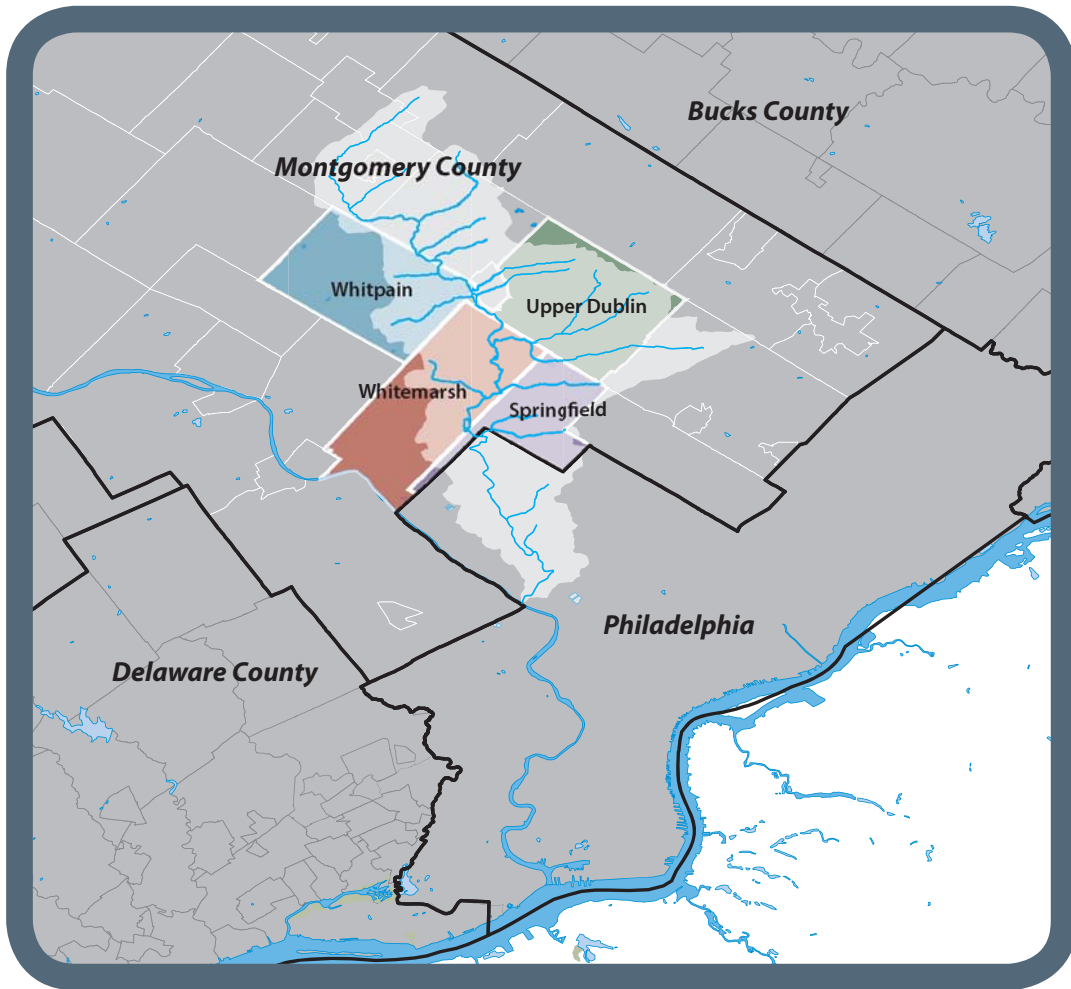 Bucks County
Montgomery County
Whitpain
Upper Dublin
Whitemarsh
Springfield
Philadelphia
Delaware County